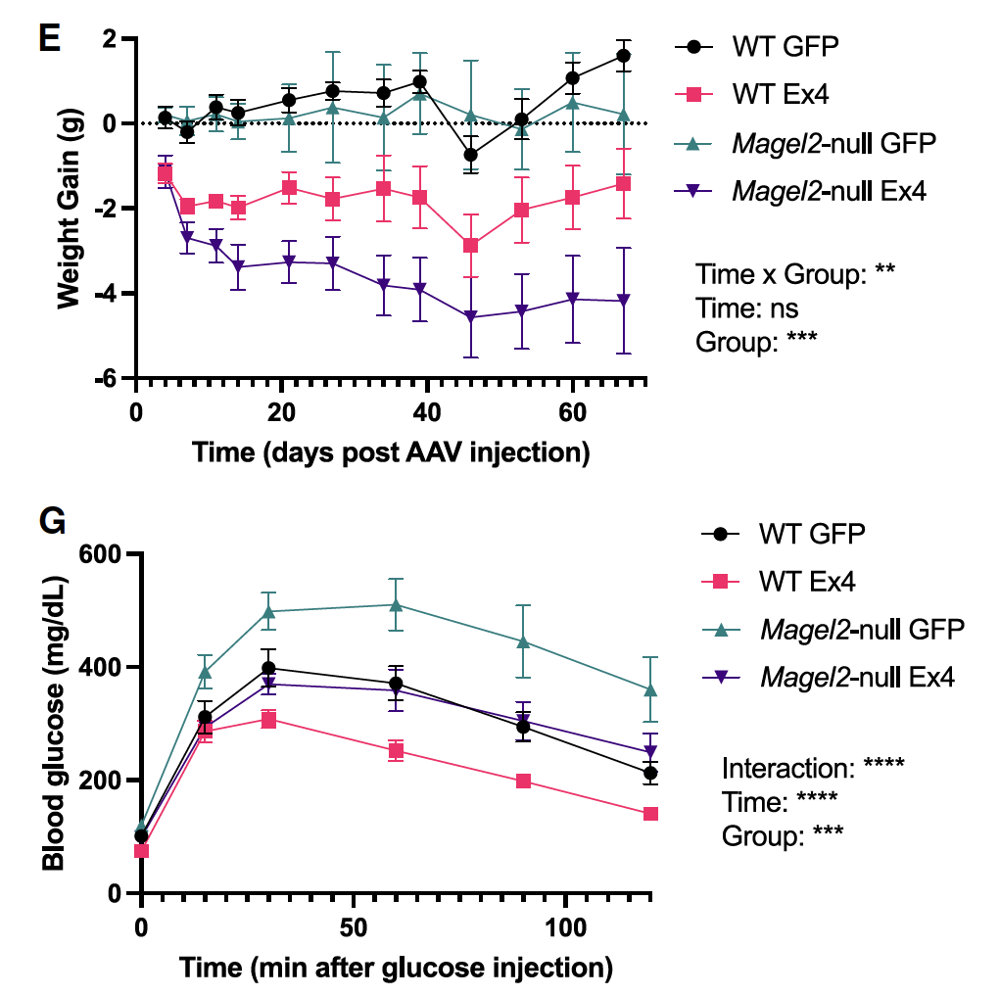 E
2
0
-2
-4
-6
Weight Gain (g)
0 20 40 60
Time (days post AAV injection)
WT GFP
WT Ex4
Magel2-null GFP
Magel2-null Ex4
Time x Group: **
Time: ns
Group: ***
G
600
400
200
0
Blood glucose (mg/dL)
0 50 100
Time (min after glucose injection)
WT GFP
WT Ex4
Magel2-null GFP
Magel2-null Ex4
Interaction: ****
Time: ****
Group: ***